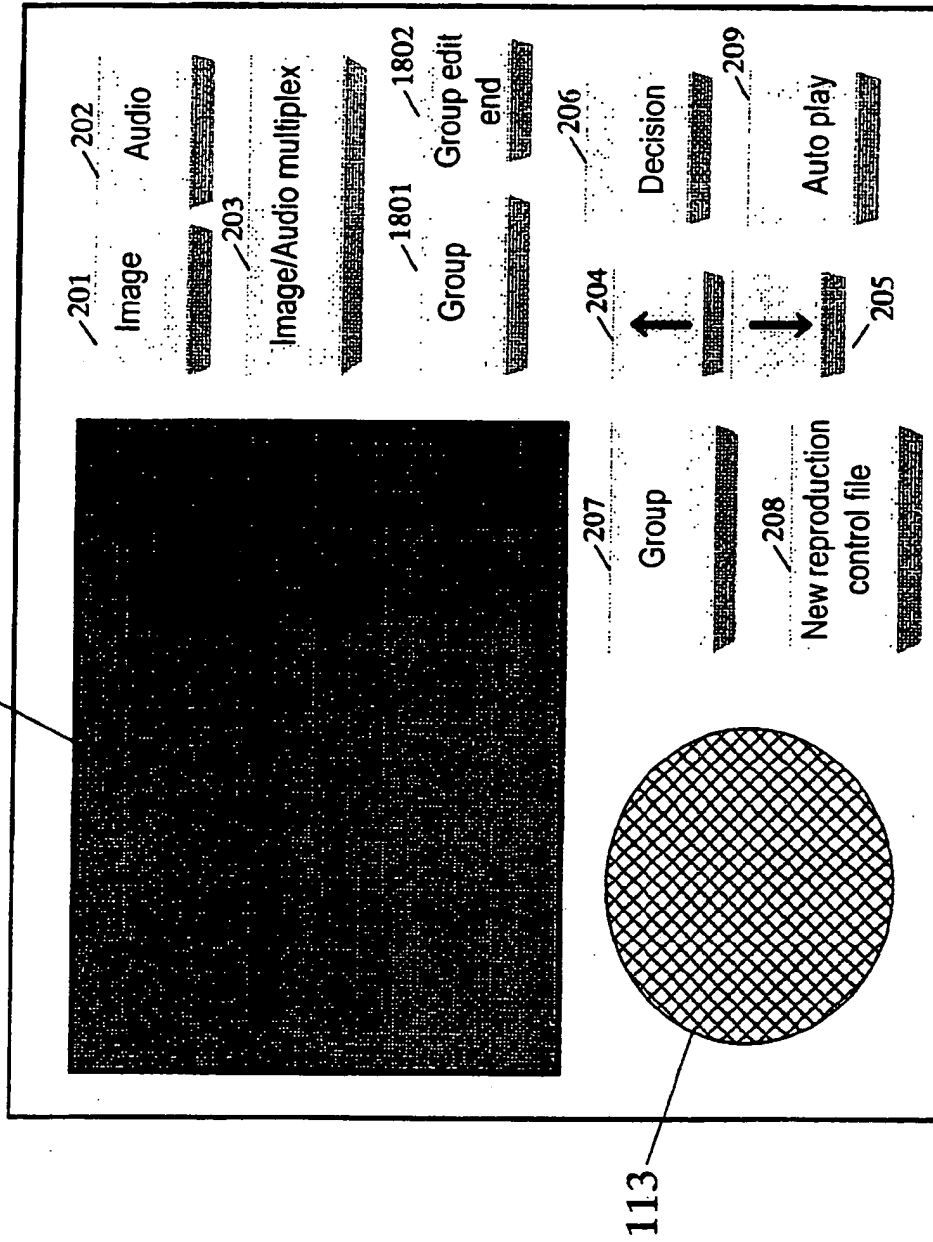 201
Image
202
Audio
203
Image/Audio multiplex
1801
Group
1802
Group edit
end
204
205
206
Decision
207
Group
208
New reproduction
control file
209
Auto play
113